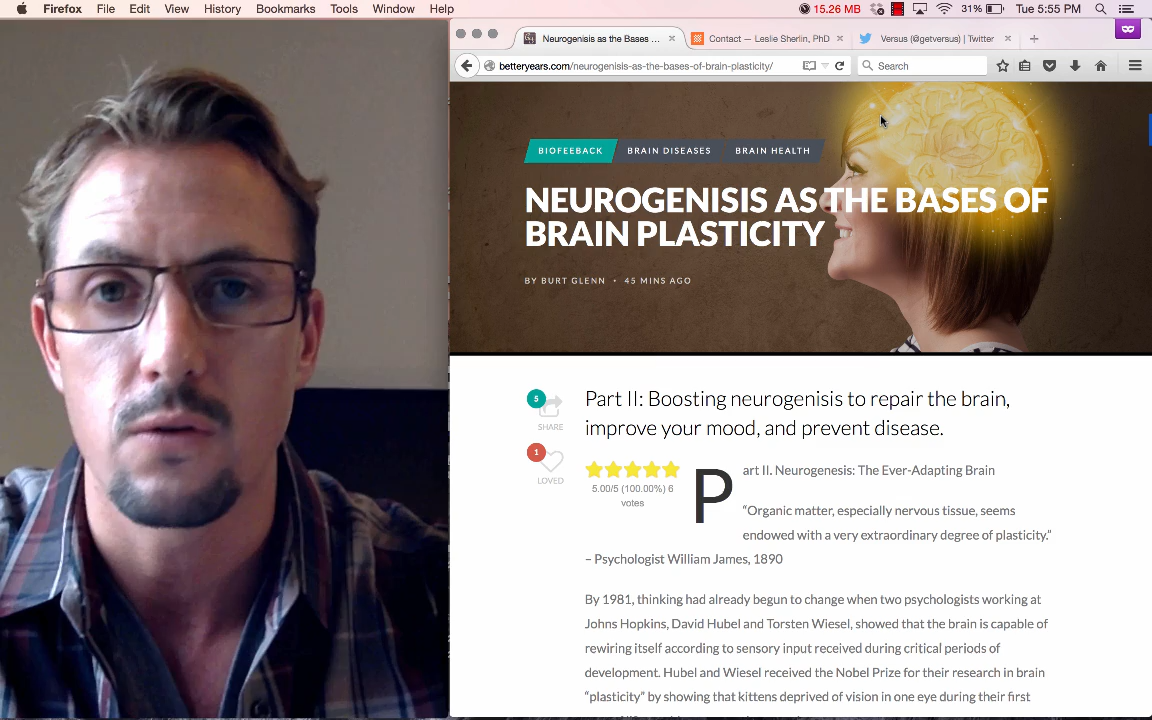 Firefox File Edit View History Bookmarks Tools Window Help 15.26 MB 31% Tue 5:55 PM
Neurogenisis as the Bases ... Contact — Leslie Sherlin, PhD Versus (@getversus) | Twitter
betteryears.com/neurogenisis-as-the-bases-of-brain-plasticity/ Search
BIOFEEBACK BRAIN DISEASES BRAIN HEALTH
NEUROGENISIS AS THE BASES OF
BRAIN PLASTICITY
BY BURT GLENN • 45 MINS AGO
5
SHARE
1
LOVED
Part II: Boosting neurogenisis to repair the brain,
improve your mood, and prevent disease.
5.00/5 (100.00%) 6
votes
Part II. Neurogenesis: The Ever-Adapting Brain
“Organic matter, especially nervous tissue, seems
endowed with a very extraordinary degree of plasticity.”
– Psychologist William James, 1890
By 1981, thinking had already begun to change when two psychologists working at
Johns Hopkins, David Hubel and Torsten Wiesel, showed that the brain is capable of
rewiring itself according to sensory input received during critical periods of
development. Hubel and Wiesel received the Nobel Prize for their research in brain
“plasticity” by showing that kittens deprived of vision in one eye during their first